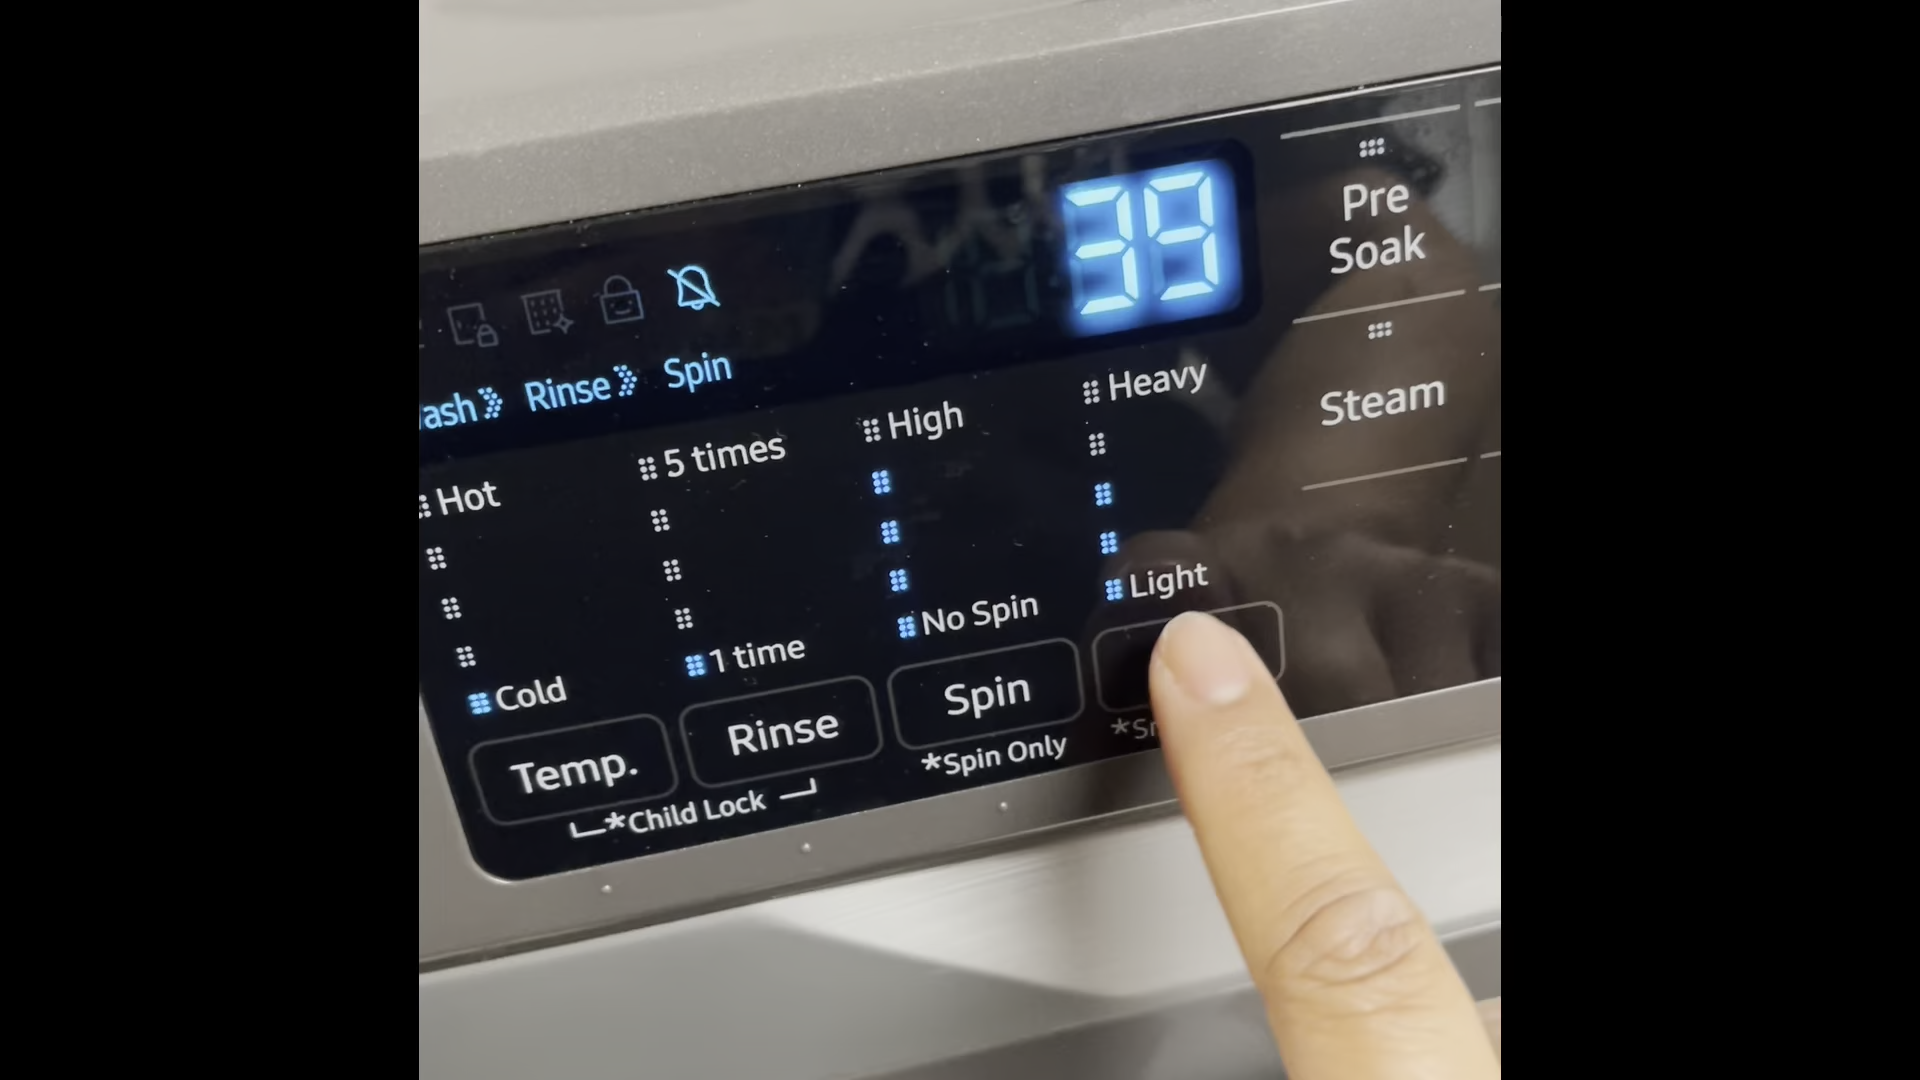 39
Pre
Soak
Rinse
Spin
Steam
Hot
5 times
High
Heavy
Cold
1 time
No Spin
Light
Temp.
Rinse
Spin
*Child Lock
*Spin Only